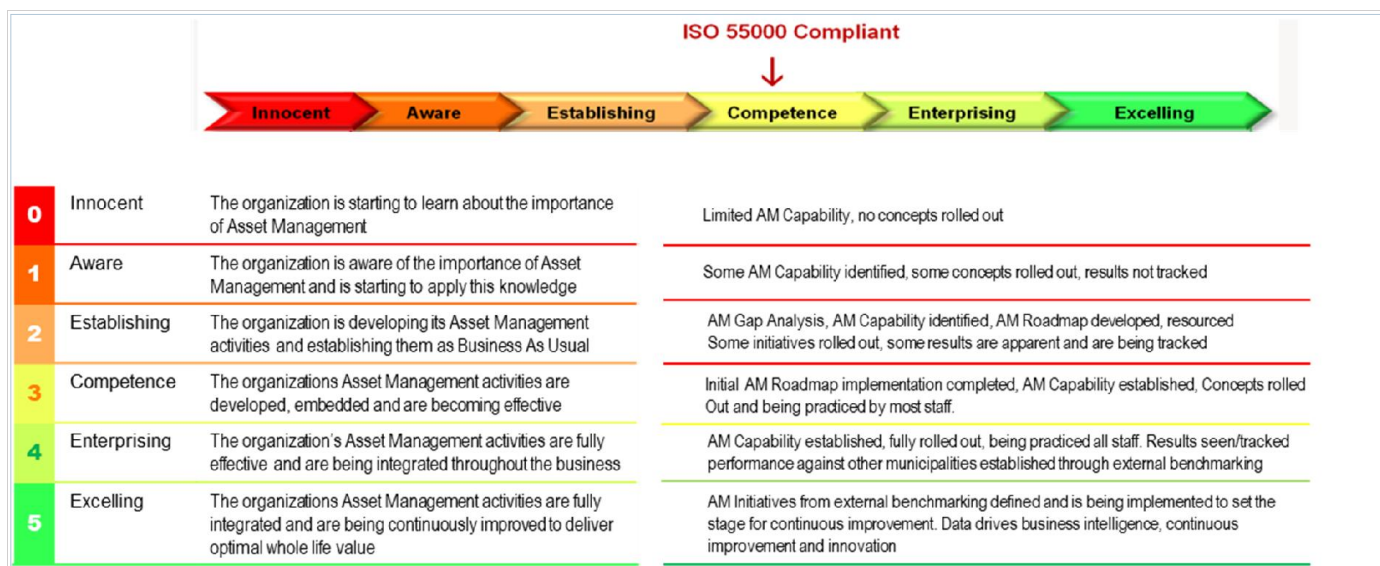 ISO 55000 Compliant
Innocent
Aware
Establishing
Competence
Enterprising
Excelling
0
Innocent
The organization is starting to learn about the importance
of Asset Management
Limited AM Capability, no concepts rolled out
1
Aware
The organization is aware of the importance of Asset
Management and is starting to apply this knowledge
Some AM Capability identified, some concepts rolled out, results not tracked
2
Establishing
The organization is developing its Asset Management
activities and establishing them as Business As Usual
AM Gap Analysis, AM Capability identified, AM Roadmap developed, resourced
Some initiatives rolled out, some results are apparent and are being tracked
3
Competence
The organizations Asset Management activities are
developed, embedded and are becoming effective
Initial AM Roadmap implementation completed, AM Capability established, Concepts rolled
Out and being practiced by most staff.
4
Enterprising
The organization's Asset Management activities are fully
effective and are being integrated throughout the business
AM Capability established, fully rolled out, being practiced all staff. Results seen/tracked
performance against other municipalities established through external benchmarking
5
Excelling
The organizations Asset Management activities are fully
integrated and are being continuously improved to deliver
optimal whole life value
AM Initiatives from external benchmarking defined and is being implemented to set the
stage for continuous improvement. Data drives business intelligence, continuous
improvement and innovation